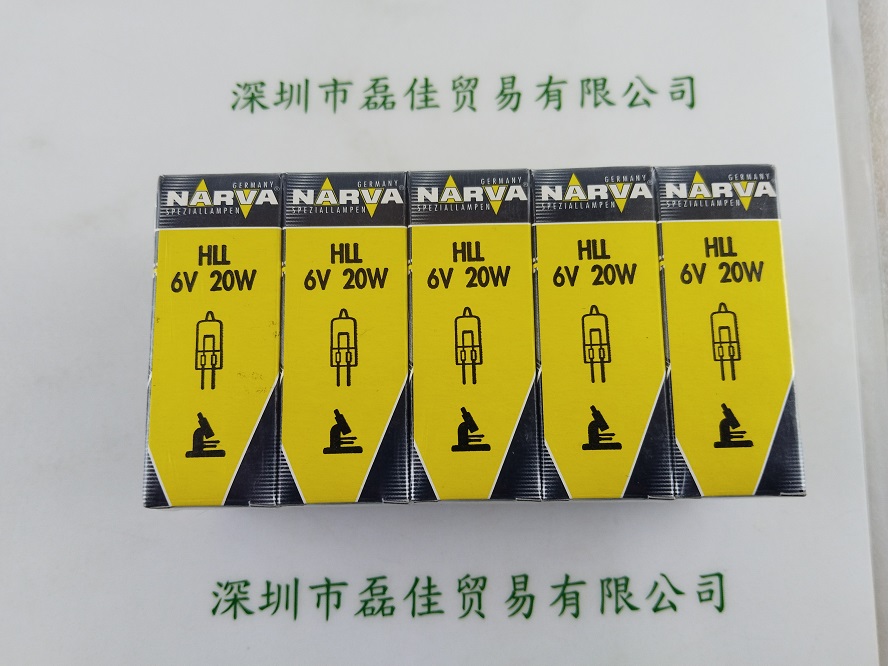 深圳市磊佳贸易有限公司
GERMANY GERMANY GERMANY GERMANY GERMANY
NARVA NARVA NARVA NARVA NARVA
SPEZIALLAMPEN SPEZIALLAMPEN SPEZIALLAMPEN SPEZIALLAMPEN SPEZIALLAMPEN
HLL HLL HLL HLL HLL
6V 20W 6V 20W 6V 20W 6V 20W 6V 20W
深圳市磊佳贸易有限公司